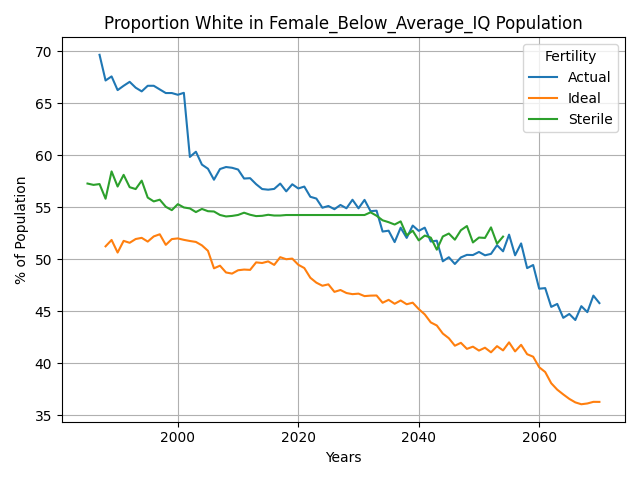 Proportion White in Female_Below_Average_IQ Population
Fertility
Actual
Ideal
Sterile
% of Population
70
65
60
55
50
45
40
35
2000 2020 2040 2060
Years